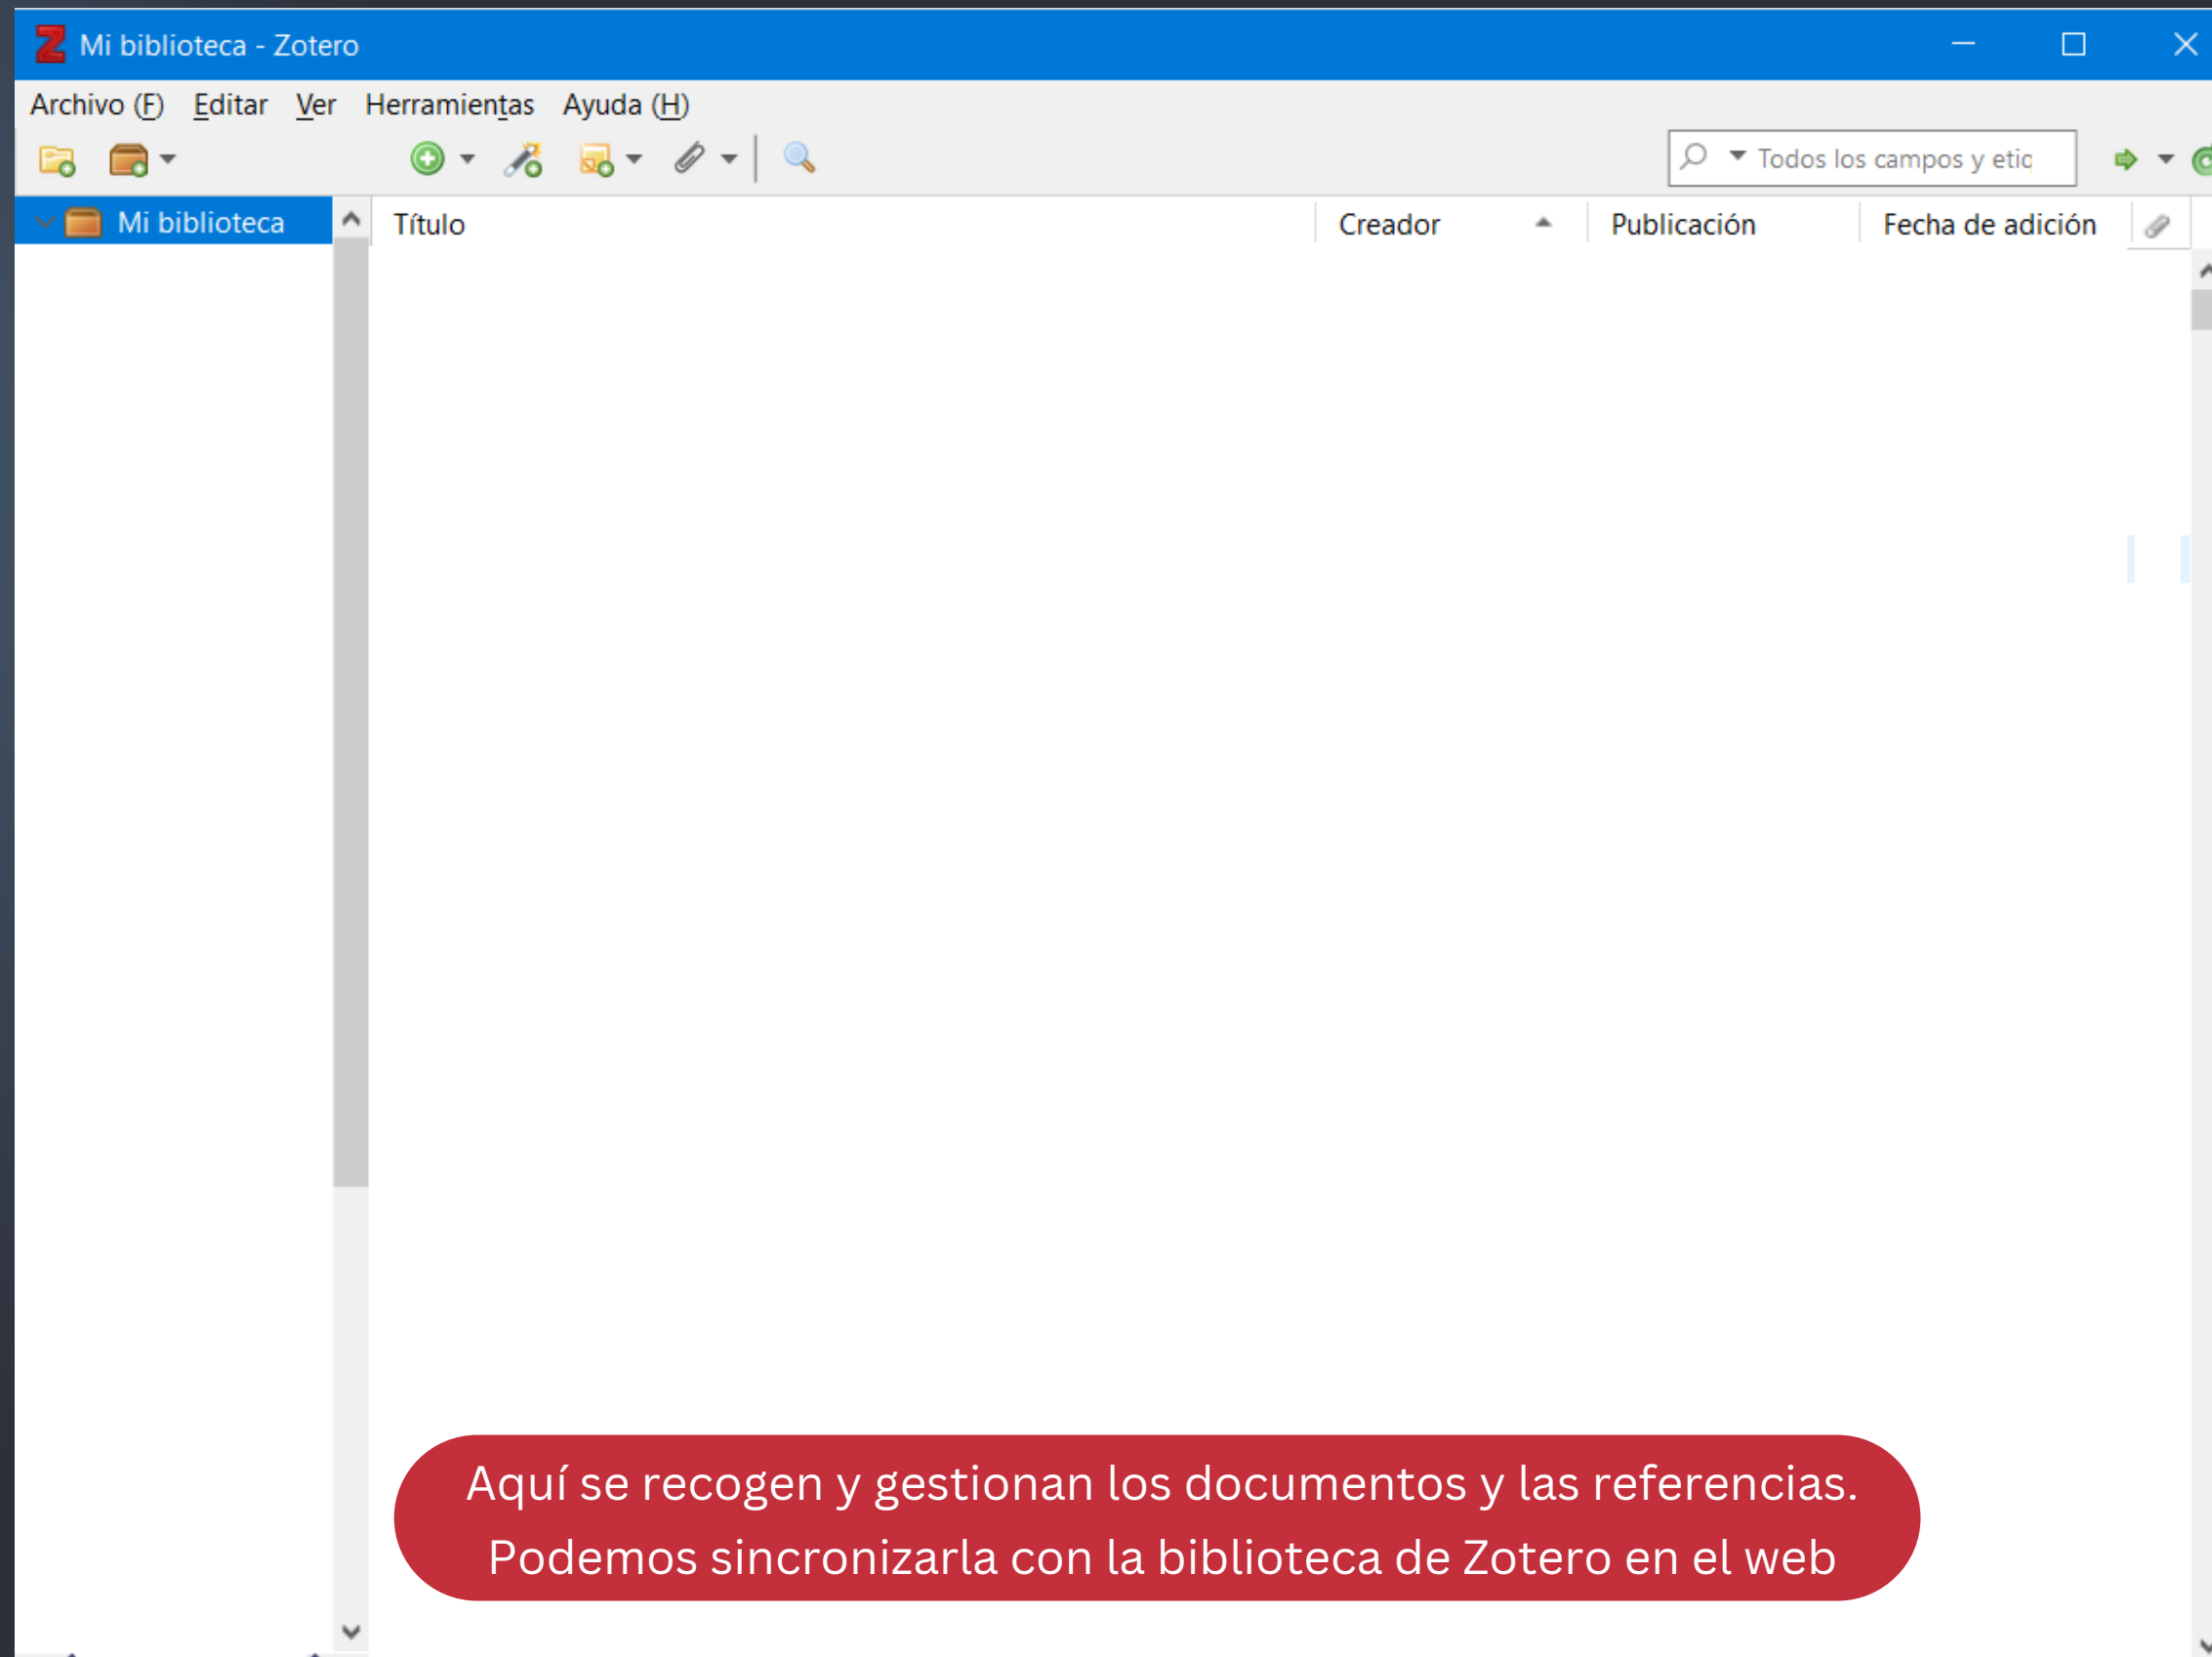 Mi biblioteca - Zotero
Archivo (F) Editar Ver Herramientas Ayuda (H)
Todos los campos y etiq
Mi biblioteca
Título Creador Publicación Fecha de adición
Aquí se recogen y gestionan los documentos y las referencias.
Podemos sincronizarla con la biblioteca de Zotero en el web